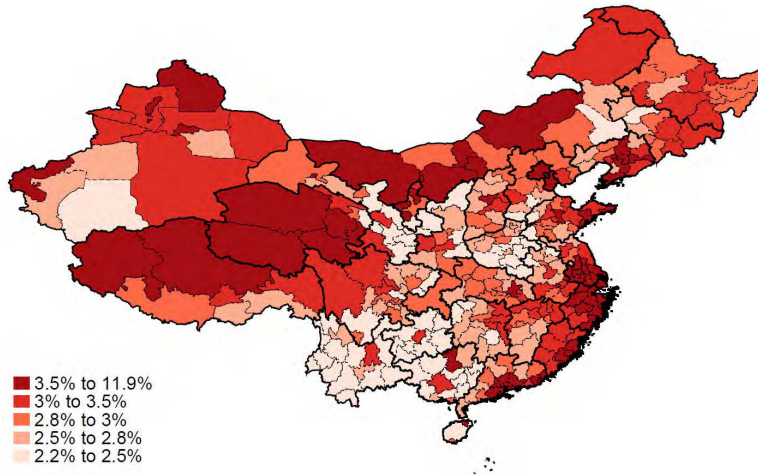 3.5% to 11.9%
3% to 3.5%
2.8% to 3%
2.5% to 2.8%
2.2% to 2.5%